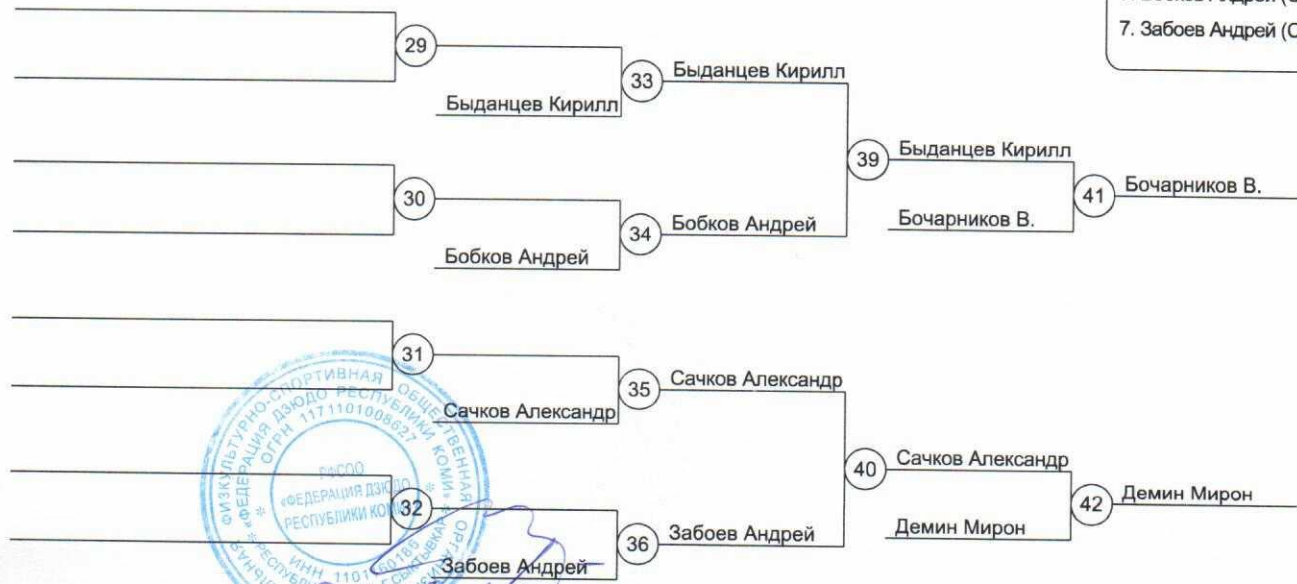 7. Забоев Андрей (С
29
33
Быданцев Кирилл
Быданцев Кирилл
39
Быданцев Кирилл
30
41
Бочарников В.
34
Бобков Андрей
Бочарников В.
Бобков Андрей
31
35
Сачков Александр
Сачков Александр
40
Сачков Александр
32
42
Демин Мирон
36
Забоев Андрей
Демин Мирон
Забоев Андрей
ФИЗКУЛЬТУРНО-СПОРТИВНАЯ ОБЩЕСТВЕННАЯ
«ФЕДЕРАЦИЯ ДЗЮДО РЕСПУБЛИКИ КОМИ»
ОГРН 1171101008627
РФСОО
«ФЕДЕРАЦИЯ ДЗЮДО
РЕСПУБЛИКИ
ИНН